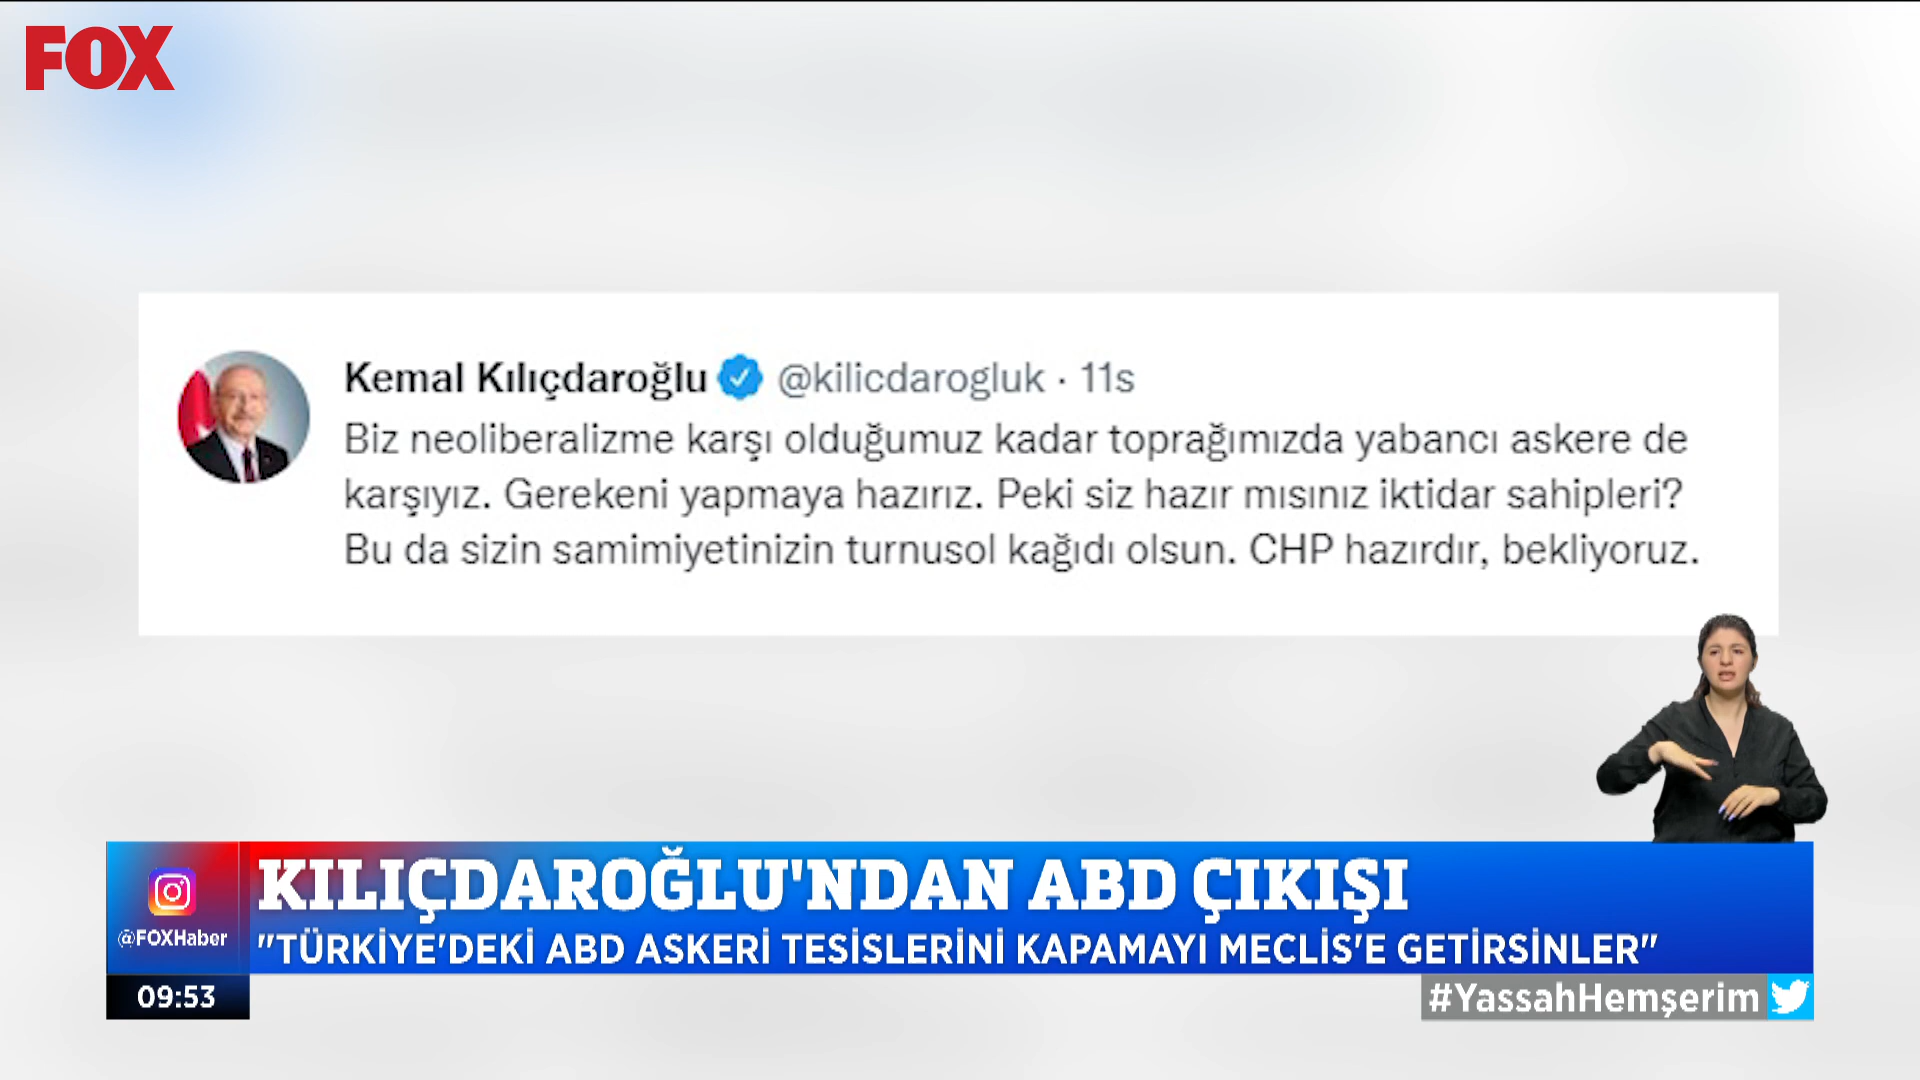 FOX
Kemal Kılıçdaroğlu @kilicdarogluk · 11s
Biz neoliberalizme karşı olduğumuz kadar toprağımızda yabancı askere de
karşıyız. Gerekeni yapmaya hazırız. Peki siz hazır mısınız iktidar sahipleri?
Bu da sizin samimiyetinizin turnusol kağıdı olsun. CHP hazırdır, bekliyoruz.
KILIÇDAROĞLU'NDAN ABD ÇIKIŞI
@FOXHaber
"TÜRKİYE'DEKİ ABD ASKERİ TESİSLERİNİ KAPAMAYI MECLİS'E GETİRSİNLER"
09:53
#YassahHemşerim